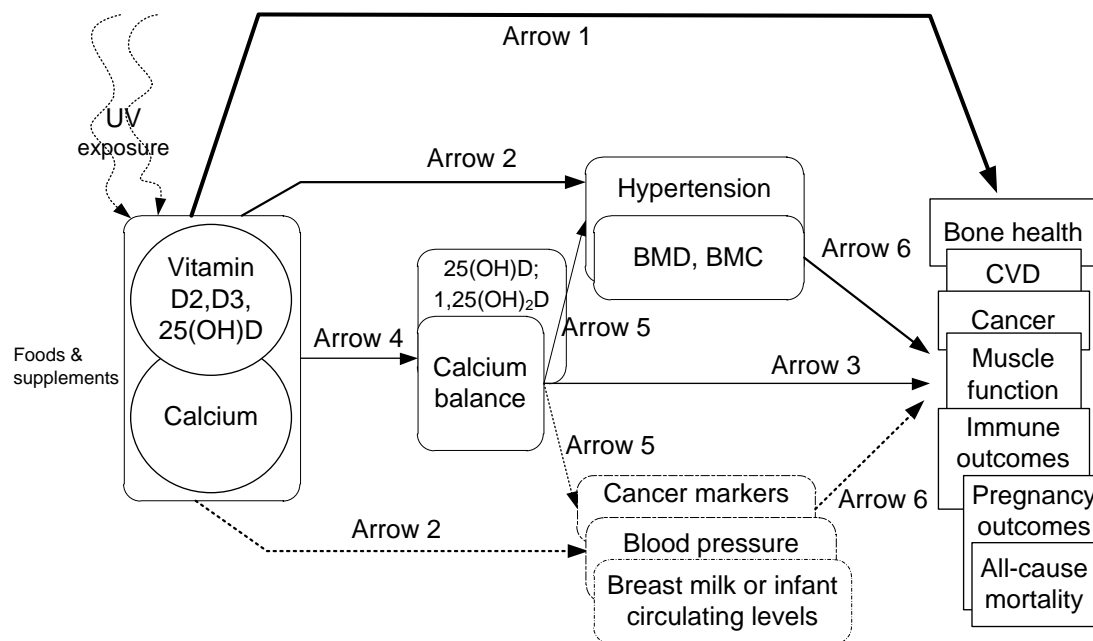 Arrow 1
UV
exposure
Arrow 2
Hypertension
BMD, BMC
Arrow 6
Vitamin
D2,D3,
25(OH)D
Foods &
supplements
Calcium
Arrow 4
25(OH)D;
1,25(OH)₂D
Calcium
balance
Arrow 5
Arrow 3
Arrow 5
Arrow 2
Cancer markers
Blood pressure
Breast milk or infant
circulating levels
Arrow 6
Bone health
CVD
Cancer
Muscle
function
Immune
outcomes
Pregnancy
outcomes
All-cause
mortality